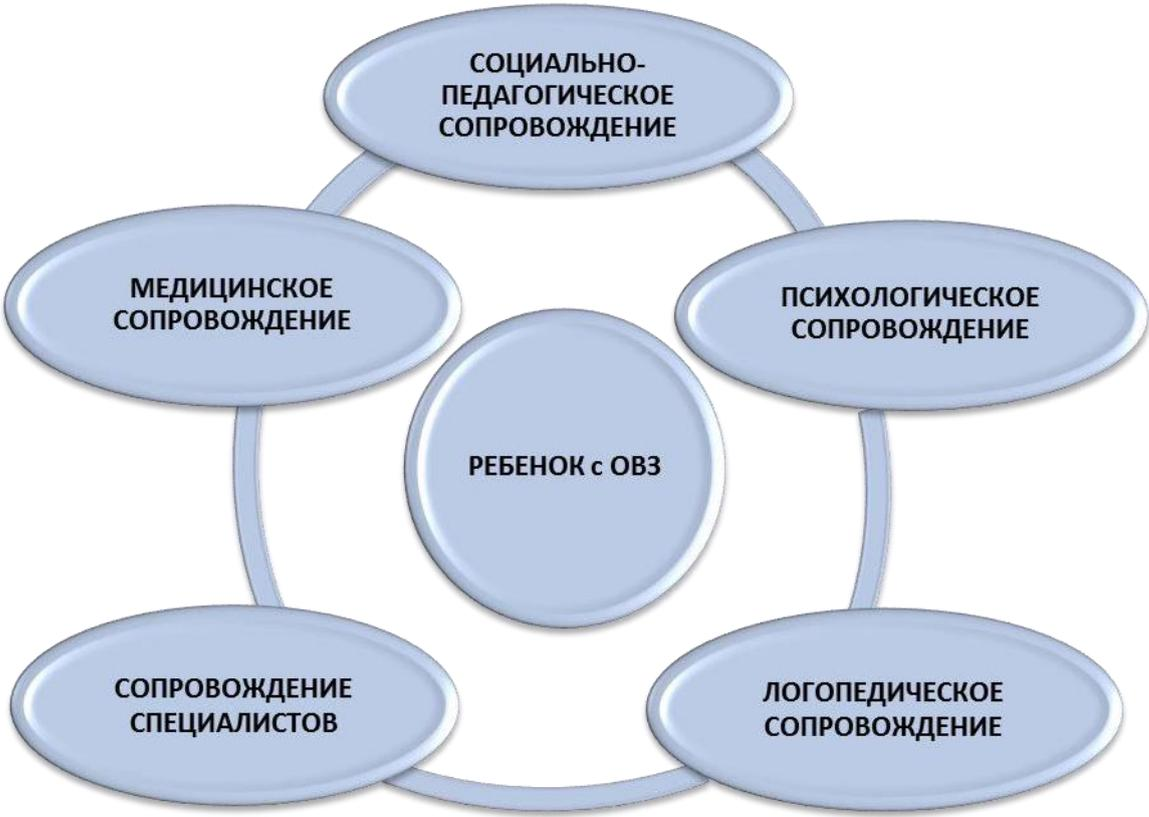 СОЦИАЛЬНО-
ПЕДАГОГИЧЕСКОЕ
СОПРОВОЖДЕНИЕ
МЕДИЦИНСКОЕ
СОПРОВОЖДЕНИЕ
ПСИХОЛОГИЧЕСКОЕ
СОПРОВОЖДЕНИЕ
РЕБЕНОК с ОВЗ
СОПРОВОЖДЕНИЕ
СПЕЦИАЛИСТОВ
ЛОГОПЕДИЧЕСКОЕ
СОПРОВОЖДЕНИЕ